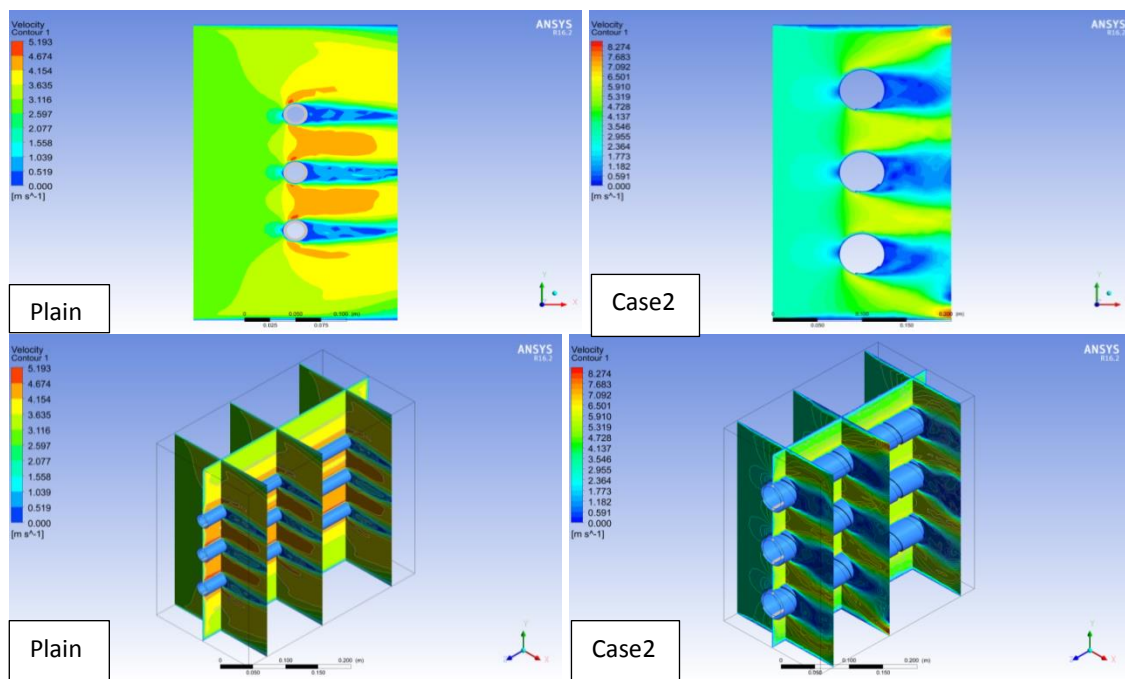 Velocity
Contour 1
5.193
4.674
4.154
3.635
3.116
2.597
2.077
1.558
1.039
0.519
0.000
[m s^-1]
ANSYS
R16.2
0 0.050 0.100 (m)
0.025 0.075
Y
X
Plain
Velocity
Contour 1
8.274
7.683
7.092
6.501
5.910
5.319
4.728
4.137
3.546
2.955
2.364
1.773
1.182
0.591
0.000
[m s^-1]
ANSYS
R16.2
0 0.100 0.200 (m)
0.050 0.150
Y
X
Case2
Velocity
Contour 1
5.193
4.674
4.154
3.635
3.116
2.597
2.077
1.558
1.039
0.519
0.000
[m s^-1]
ANSYS
R16.2
0 0.100 0.200 (m)
0.050 0.150
Y
Z X
Plain
Velocity
Contour 1
8.274
7.683
7.092
6.501
5.910
5.319
4.728
4.137
3.546
2.955
2.364
1.773
1.182
0.591
0.000
[m s^-1]
ANSYS
R16.2
0 0.100 0.200 (m)
0.050 0.150
Y
Z X
Case2